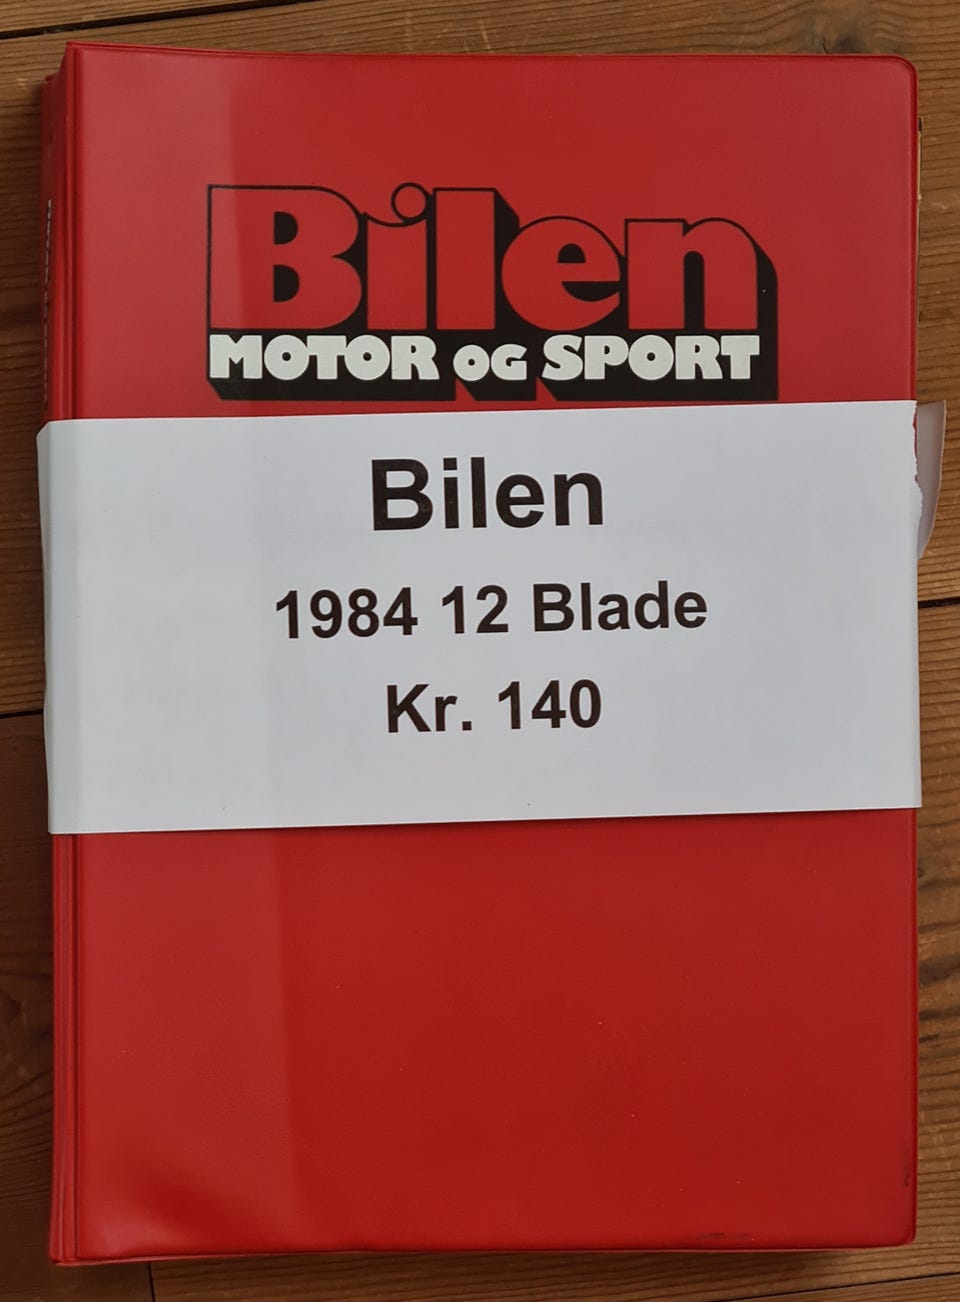 Bilen
MOTOR OG SPORT
Bilen
1984 12 Blade
Kr. 140